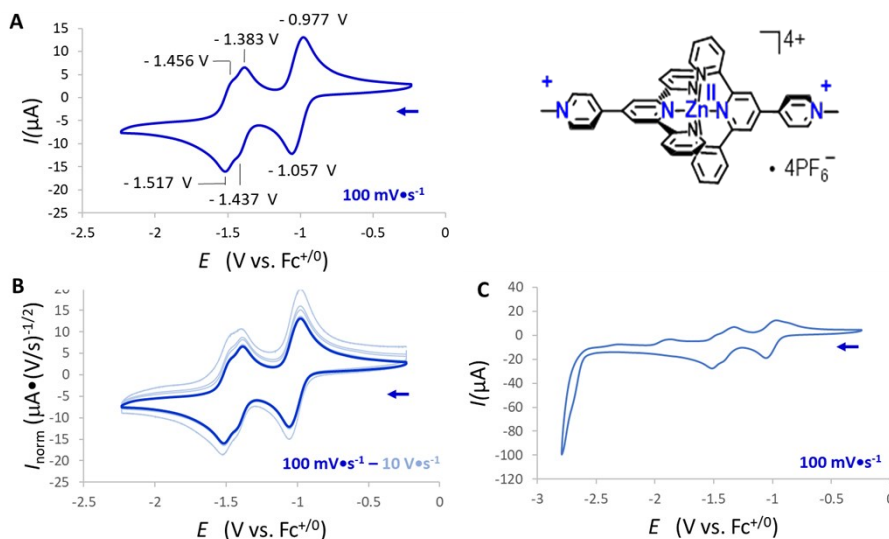 A
I(μA)
15
10
5
0
-5
-10
-15
-20
-25
- 1.456 V
- 1.383 V
- 0.977 V
- 1.517 V
- 1.437 V
- 1.057 V
100 mV•s⁻¹
-2.5 -2 -1.5 -1 -0.5 0
E (V vs. Fc⁺/⁰)
4+
+ +
N N N Zn II N N
N N
• 4PF₆⁻
B
I norm (μA•(V/s)⁻¹/²)
20
15
10
5
0
-5
-10
-15
-20
-25
100 mV•s⁻¹ – 10 V•s⁻¹
-2.5 -2 -1.5 -1 -0.5 0
E (V vs. Fc⁺/⁰)
C
I(μA)
40
20
0
-20
-40
-60
-80
-100
-120
100 mV•s⁻¹
-3 -2.5 -2 -1.5 -1 -0.5 0
E (V vs. Fc⁺/⁰)